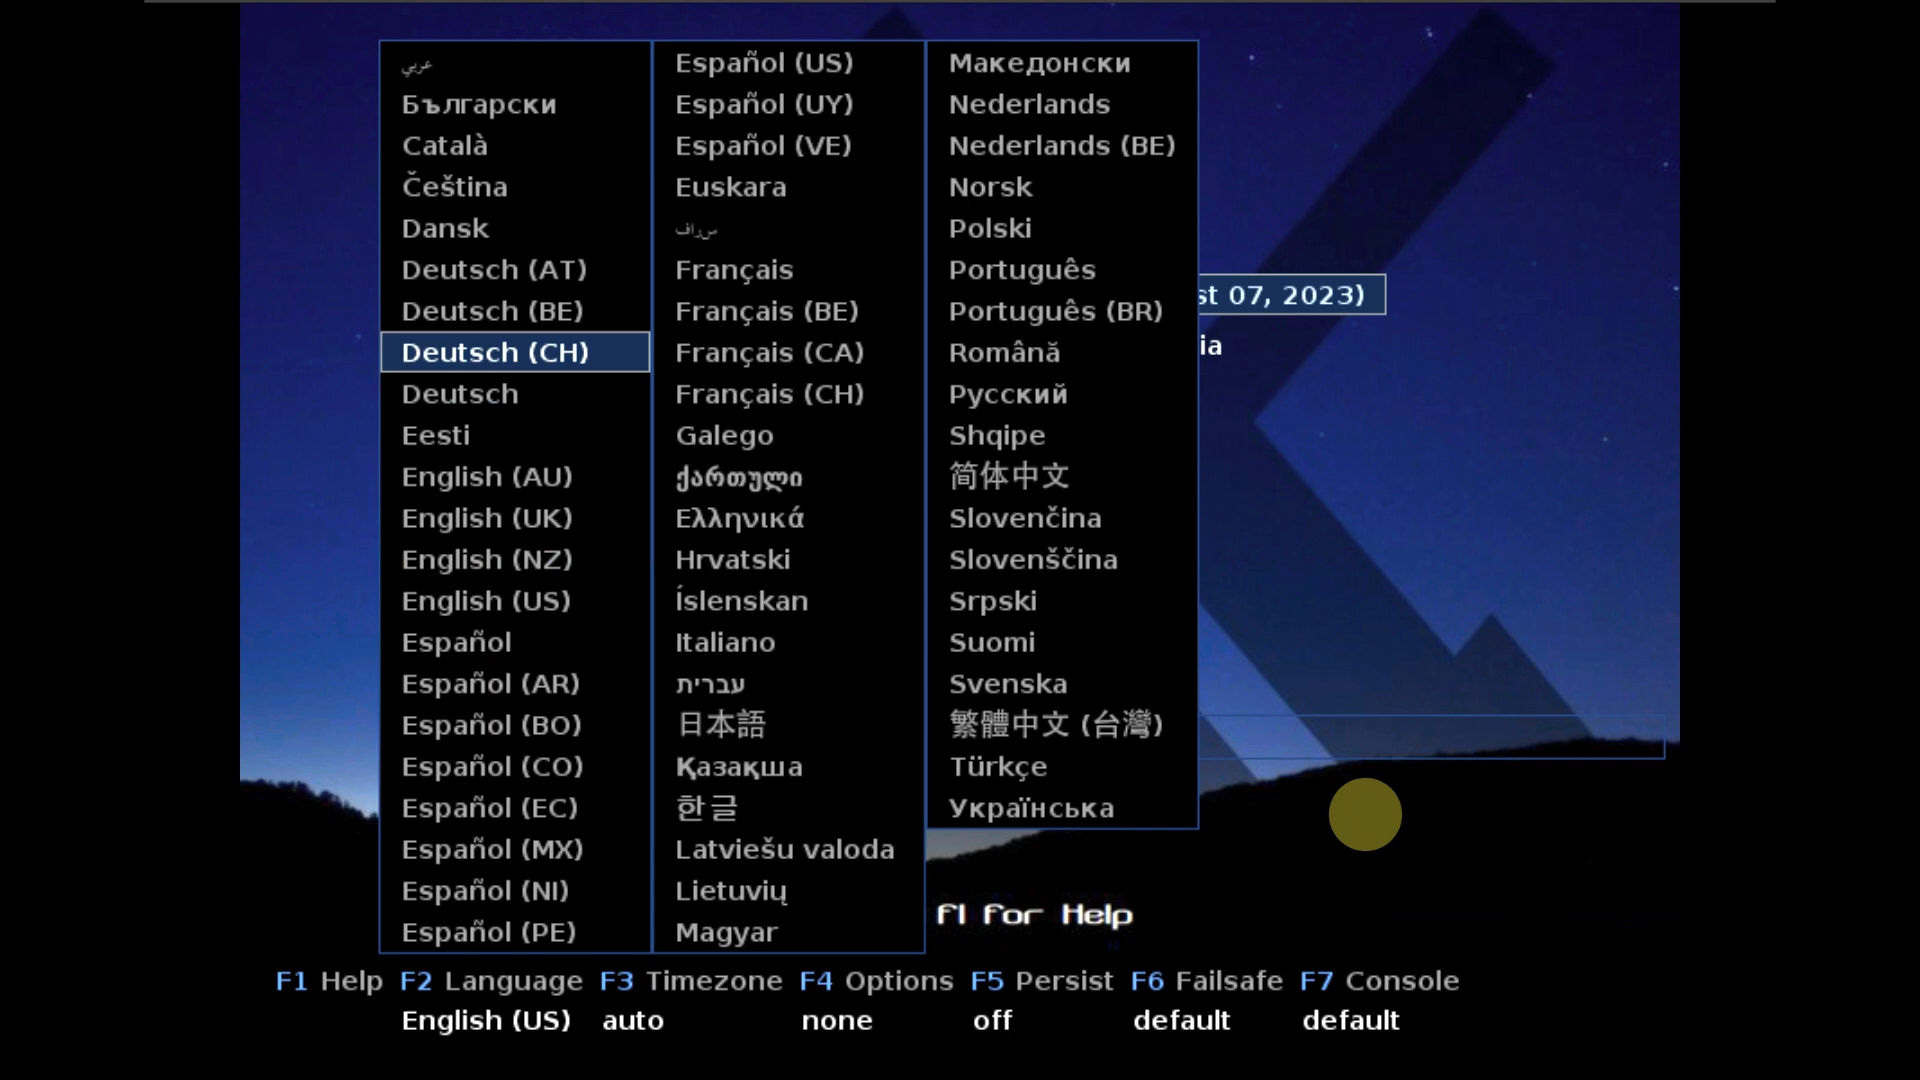 عربي
Български
Català
Čeština
Dansk
Deutsch (AT)
Deutsch (BE)
Deutsch (CH)
Deutsch
Eesti
English (AU)
English (UK)
English (NZ)
English (US)
Español
Español (AR)
Español (BO)
Español (CO)
Español (EC)
Español (MX)
Español (NI)
Español (PE)
Español (US)
Español (UY)
Español (VE)
Euskara
سراف
Français
Français (BE)
Français (CA)
Français (CH)
Galego
ქართული
Ελληνικά
Hrvatski
Íslenskan
Italiano
עברית
日本語
Қазақша
한글
Latviešu valoda
Lietuvių
Magyar
Македонски
Nederlands
Nederlands (BE)
Norsk
Polski
Português
Português (BR)
Română
Русский
Shqipe
简体中文
Slovenčina
Slovenščina
Srpski
Suomi
Svenska
繁體中文 (台灣)
Türkçe
Українська
st 07, 2023)
ia
f1 for Help
F1 Help F2 Language F3 Timezone F4 Options F5 Persist F6 Failsafe F7 Console
English (US) auto none off default default